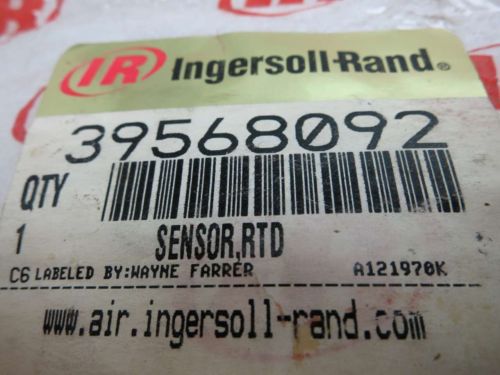 IR Ingersoll-Rand®
39568092
QTY
1 SENSOR,RTD
C6 LABELED BY:WAYNE FARRER A121970K
www.air.ingersoll-rand.com